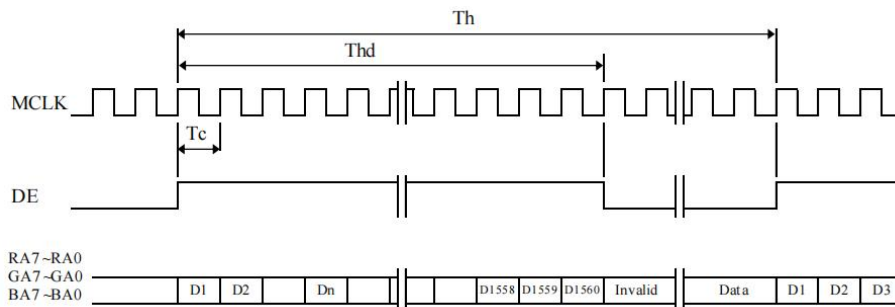 Th
Thd
MCLK
Tc
DE
RA7~RA0
GA7~GA0
BA7~BA0
D1 D2 Dn D1558 D1559 D1560 Invalid Data D1 D2 D3